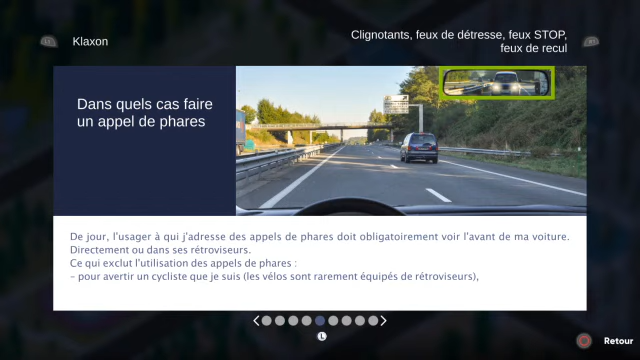 Klaxon
Clignotants, feux de détresse, feux STOP,
feux de recul
Dans quels cas faire
un appel de phares
De jour, l'usager à qui j'adresse des appels de phares doit obligatoirement voir l'avant de ma voiture.
Directement ou dans ses rétroviseurs.
Ce qui exclut l'utilisation des appels de phares :
- pour avertir un cycliste que je suis (les vélos sont rarement équipés de rétroviseurs),
L
Retour